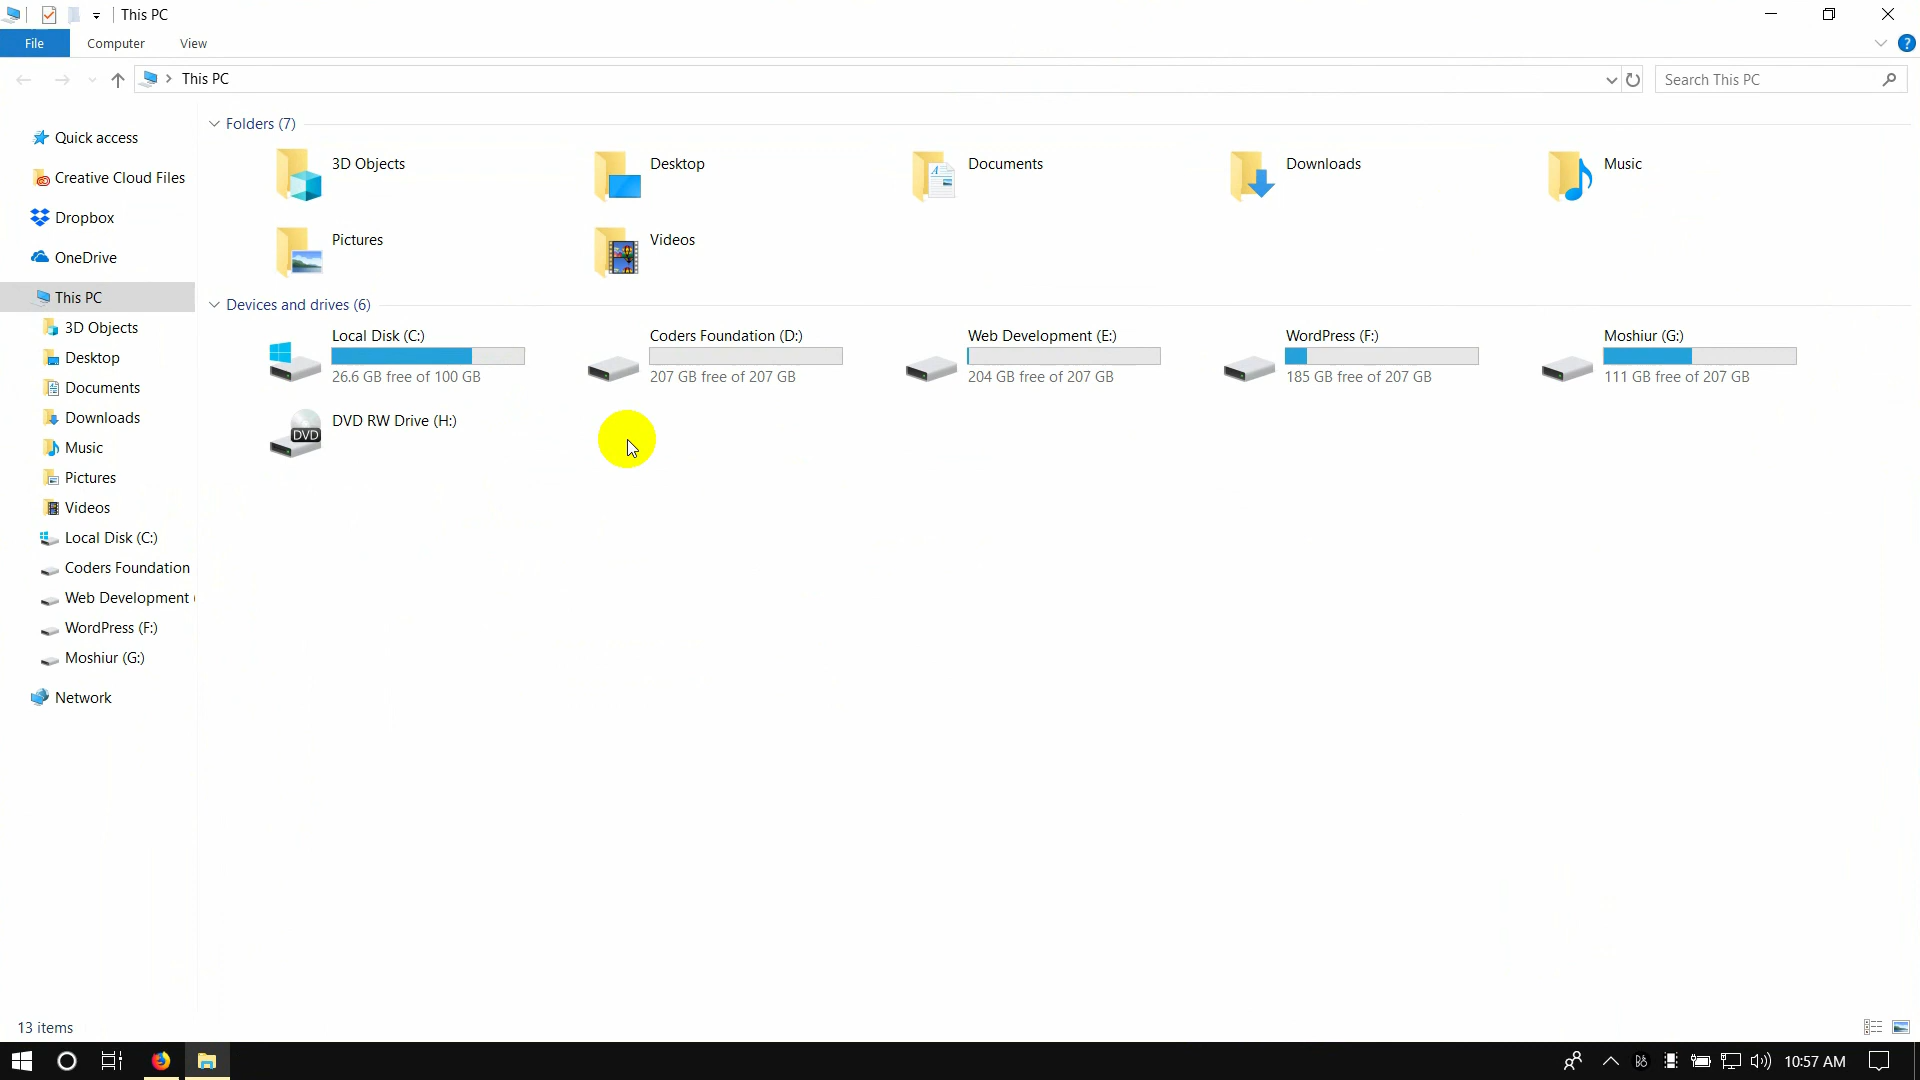 This PC
File Computer View
This PC
Search This PC
Quick access
Creative Cloud Files
Dropbox
OneDrive
This PC
3D Objects
Desktop
Documents
Downloads
Music
Pictures
Videos
Local Disk (C:)
Coders Foundation
Web Development
WordPress (F:)
Moshiur (G:)
Network
Folders (7)
3D Objects
Desktop
Documents
Downloads
Music
Pictures
Videos
Devices and drives (6)
Local Disk (C:)
26.6 GB free of 100 GB
Coders Foundation (D:)
207 GB free of 207 GB
Web Development (E:)
204 GB free of 207 GB
WordPress (F:)
185 GB free of 207 GB
Moshiur (G:)
111 GB free of 207 GB
DVD
DVD RW Drive (H:)
13 items
10:57 AM